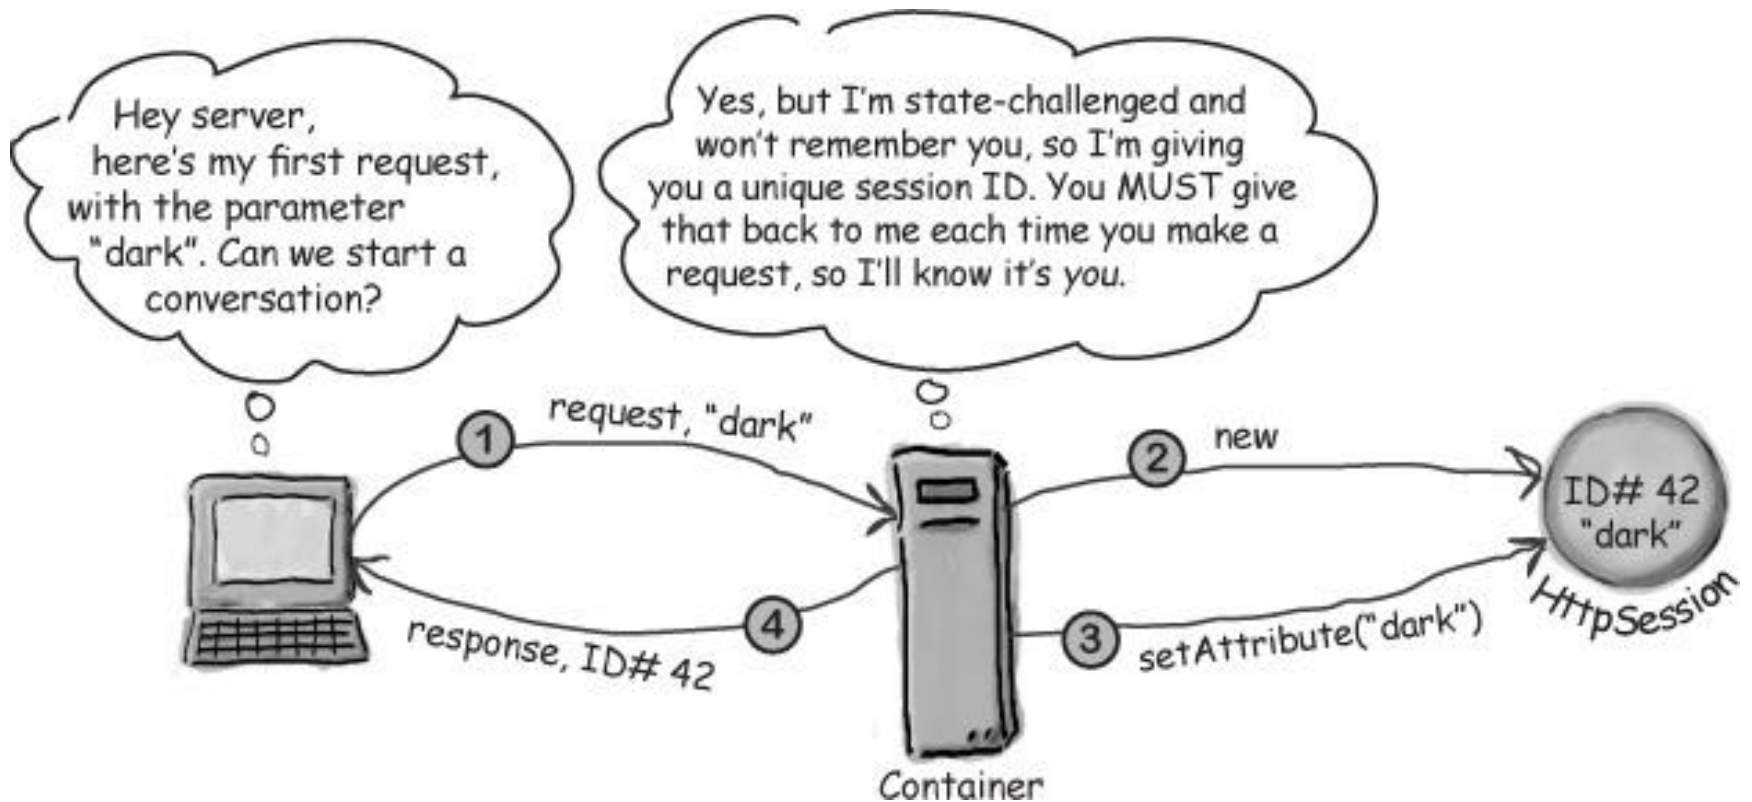 Hey server,
here's my first request,
with the parameter
"dark". Can we start a
conversation?
Yes, but I'm state-challenged and
won't remember you, so I'm giving
you a unique session ID. You MUST give
that back to me each time you make a
request, so I'll know it's you.
1
request, "dark"
2
new
ID# 42
"dark"
HttpSession
3
setAttribute("dark")
4
response, ID# 42
Container